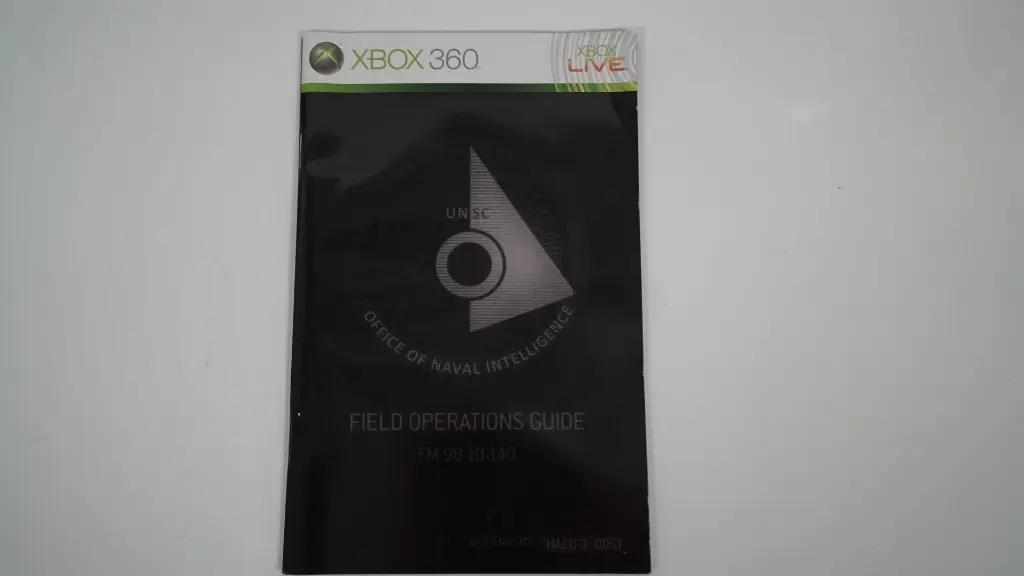 XBOX 360
XBOX
LIVE
UNSC
OFFICE OF NAVAL INTELLIGENCE
FIELD OPERATIONS GUIDE
FM 90-10-140
HALO 3 ODST